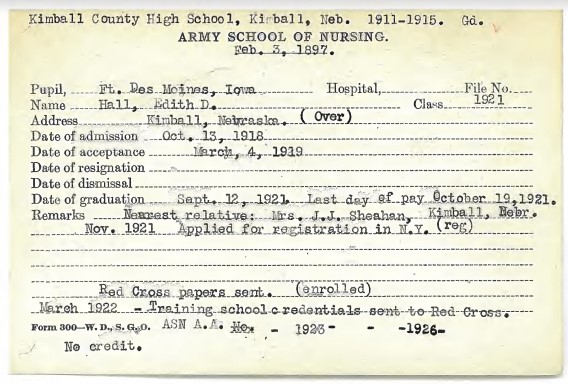 Kimball County High School, Kimball, Neb. 1911-1915. Gd.
ARMY SCHOOL OF NURSING.
Feb. 3, 1897.
Pupil, Ft. Des Moines, Iowa Hospital, File No.
Name Hall, Edith D. Class 1921
Address Kimball, Nebraska. (Over)
Date of admission Oct. 13, 1918
Date of acceptance March, 4, 1919
Date of resignation
Date of dismissal
Date of graduation Sept. 12, 1921. Last day of pay October 19, 1921.
Remarks Nearest relative: Mrs. J.J. Sheahan, Kimball, Nebr.
Nov. 1921 Applied for registration in N.Y. (reg)
Red Cross papers sent. (enrolled)
March 1922 - Training school credentials sent to Red Cross.
Form 300—W. D., S. G. O. ASN A.A. No. - 1923- - -1926-
No credit.